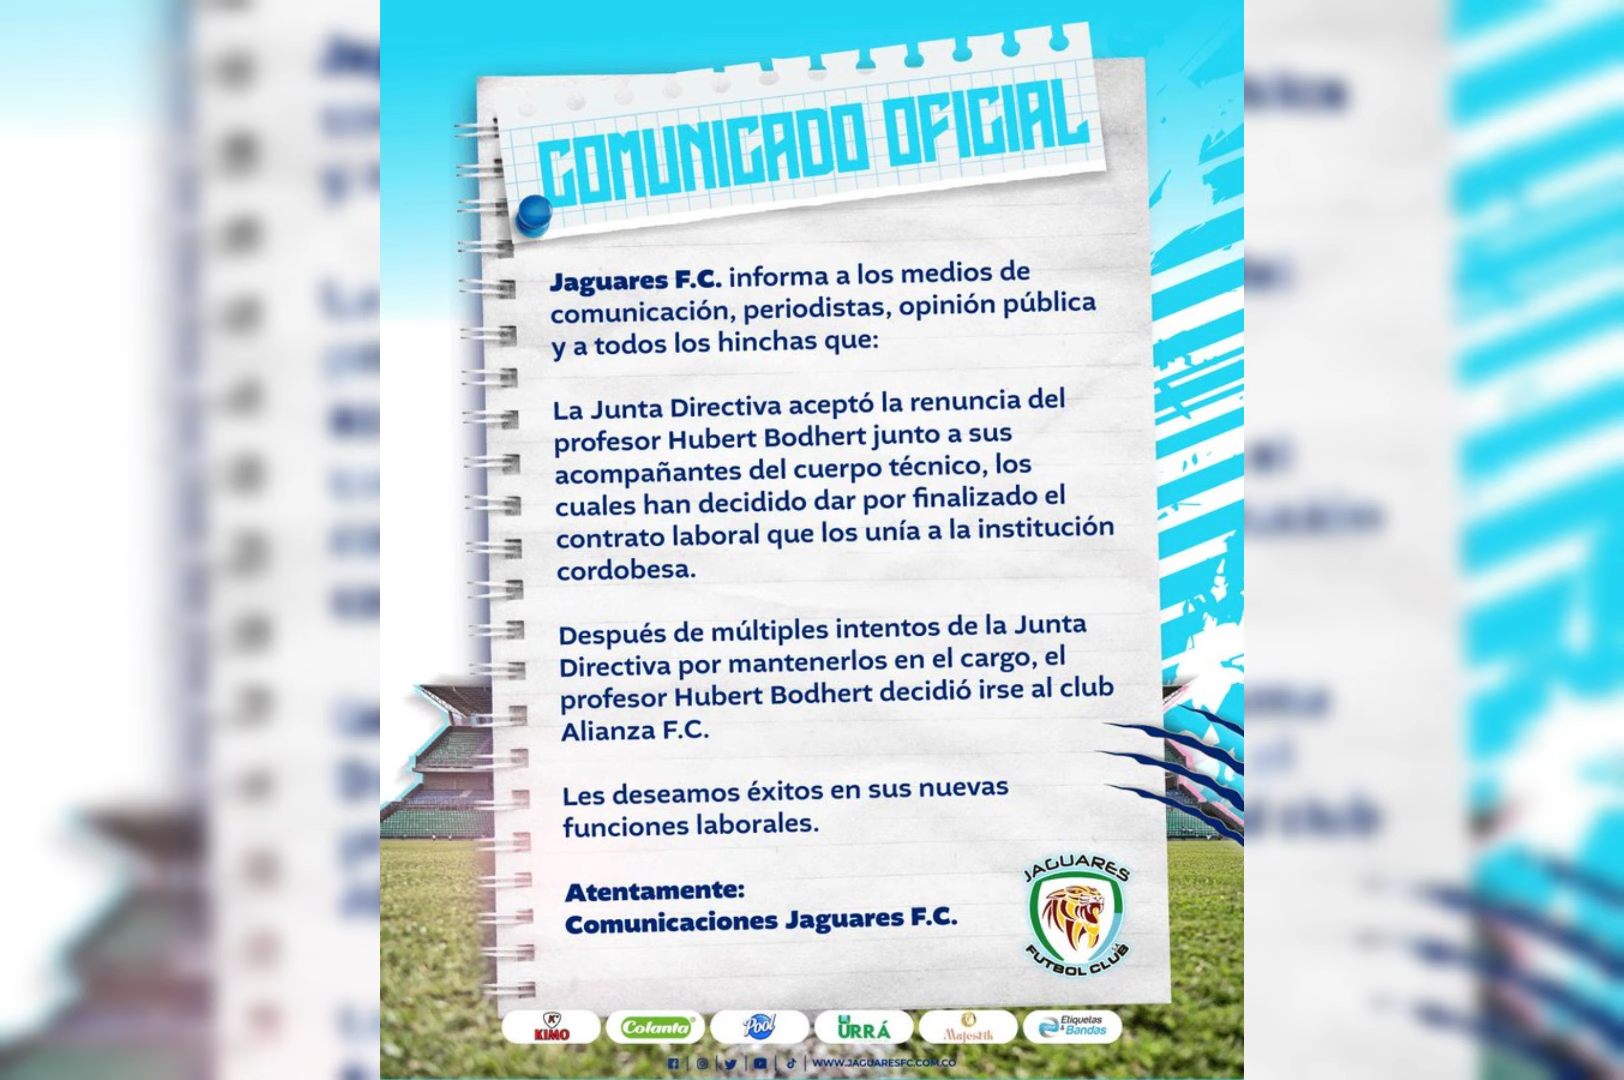 COMUNICADO OFICIAL
Jaguares F.C. informa a los medios de
comunicación, periodistas, opinión pública
y a todos los hinchas que:
La Junta Directiva aceptó la renuncia del
profesor Hubert Bodhert junto a sus
acompañantes del cuerpo técnico, los
cuales han decidido dar por finalizado el
contrato laboral que los unía a la institución
cordobesa.
Después de múltiples intentos de la Junta
Directiva por mantenerlos en el cargo, el
profesor Hubert Bodhert decidió irse al club
Alianza F.C.
Les deseamos éxitos en sus nuevas
funciones laborales.
Atentamente:
Comunicaciones Jaguares F.C.
JAGUARES
FUTBOL CLUB
KIMO
Colanta
Pool
URRÁ
Majestik
Etiquetas
& Bandas
WWW.JAGUARESFC.COM.CO